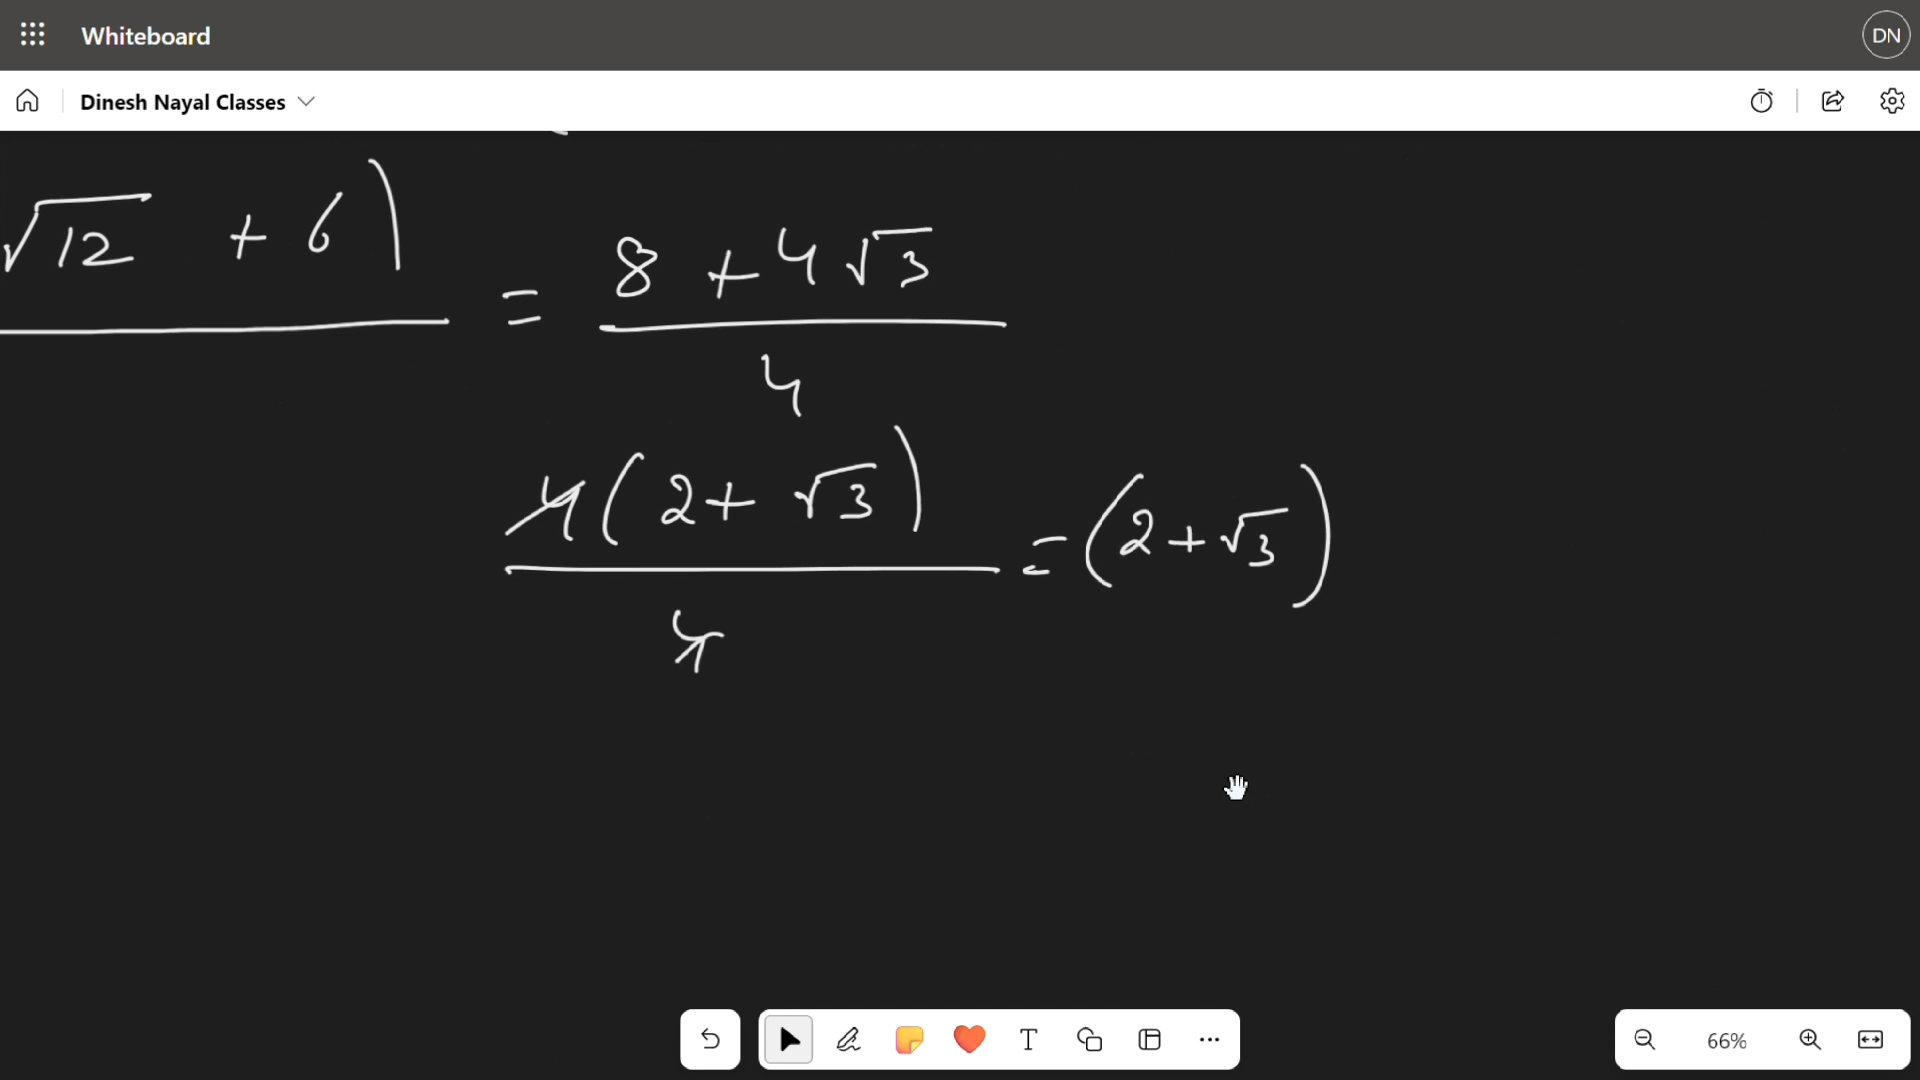 Whiteboard
DN
Dinesh Nayal Classes
√12 + 6) = 8 + 4√3
4
4(2 + √3) = (2 + √3)
4
T
66%